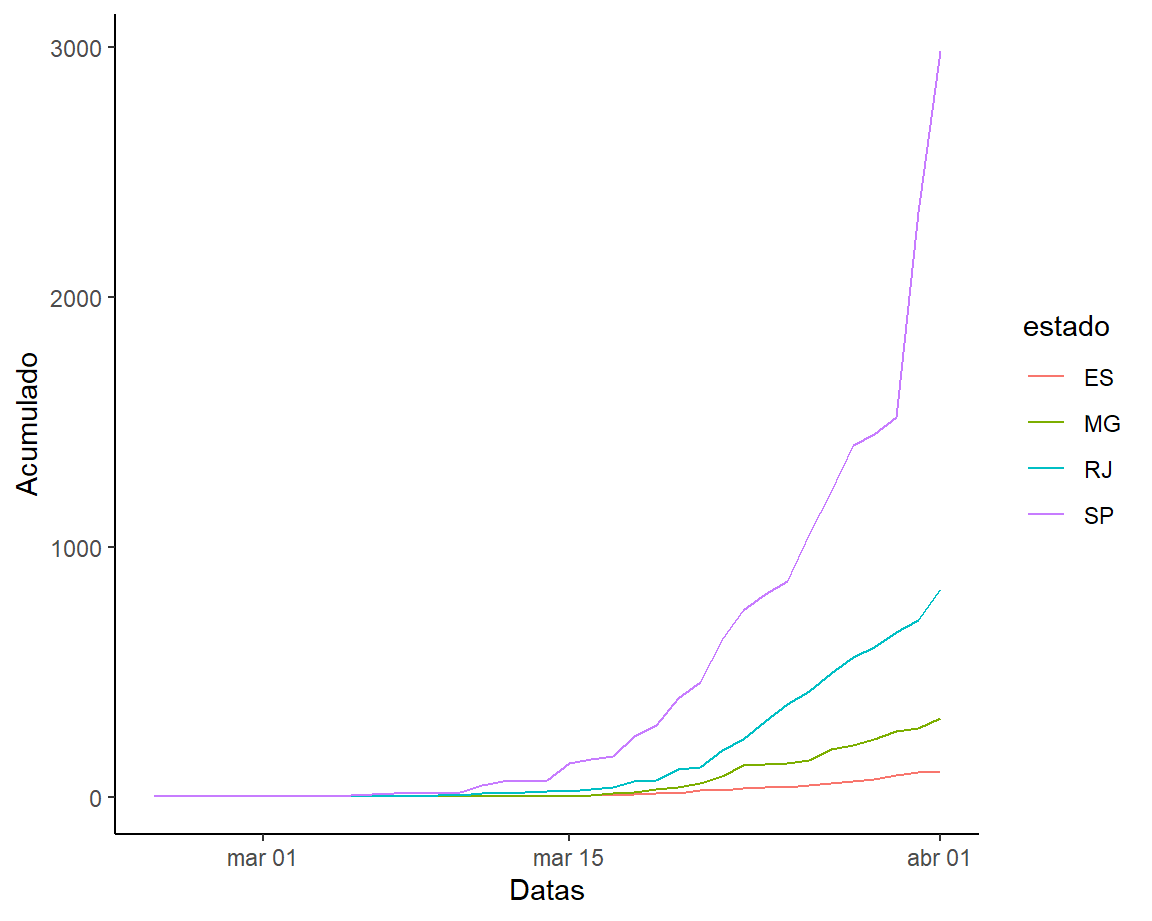 3000
2000
1000
0
Acumulado
mar 01
mar 15
abr 01
Datas
estado
ES
MG
RJ
SP